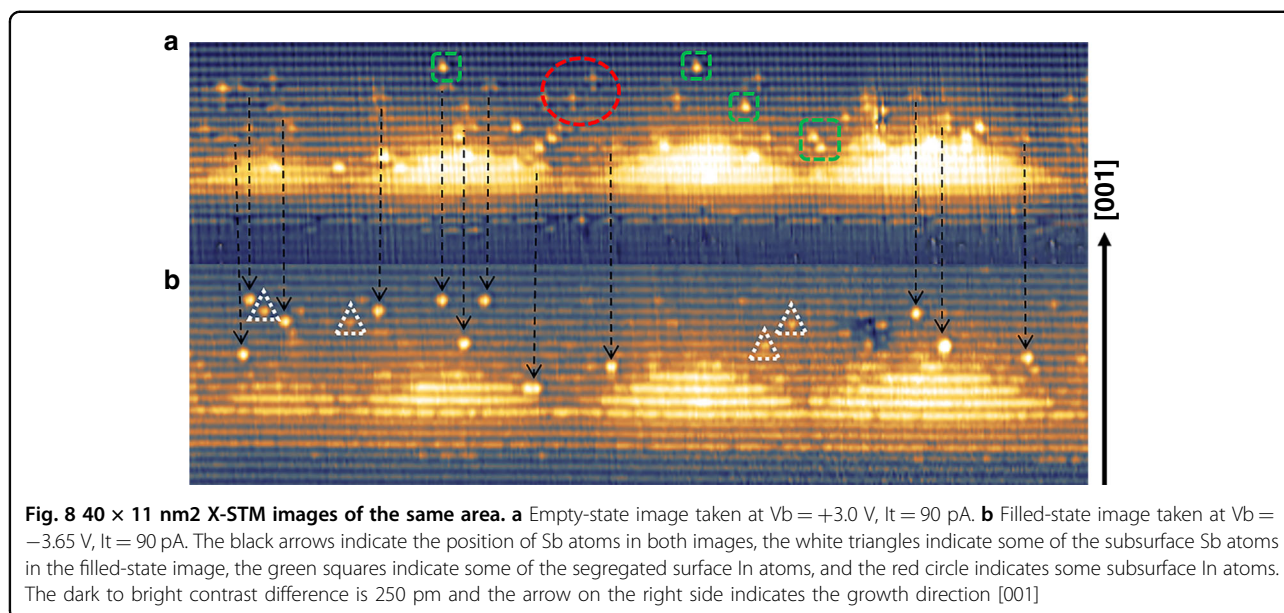 a
b
[001]
Fig. 8 40 × 11 nm2 X-STM images of the same area. a Empty-state image taken at Vb = +3.0 V, It = 90 pA. b Filled-state image taken at Vb =
−3.65 V, It = 90 pA. The black arrows indicate the position of Sb atoms in both images, the white triangles indicate some of the subsurface Sb atoms
in the filled-state image, the green squares indicate some of the segregated surface In atoms, and the red circle indicates some subsurface In atoms.
The dark to bright contrast difference is 250 pm and the arrow on the right side indicates the growth direction [001]